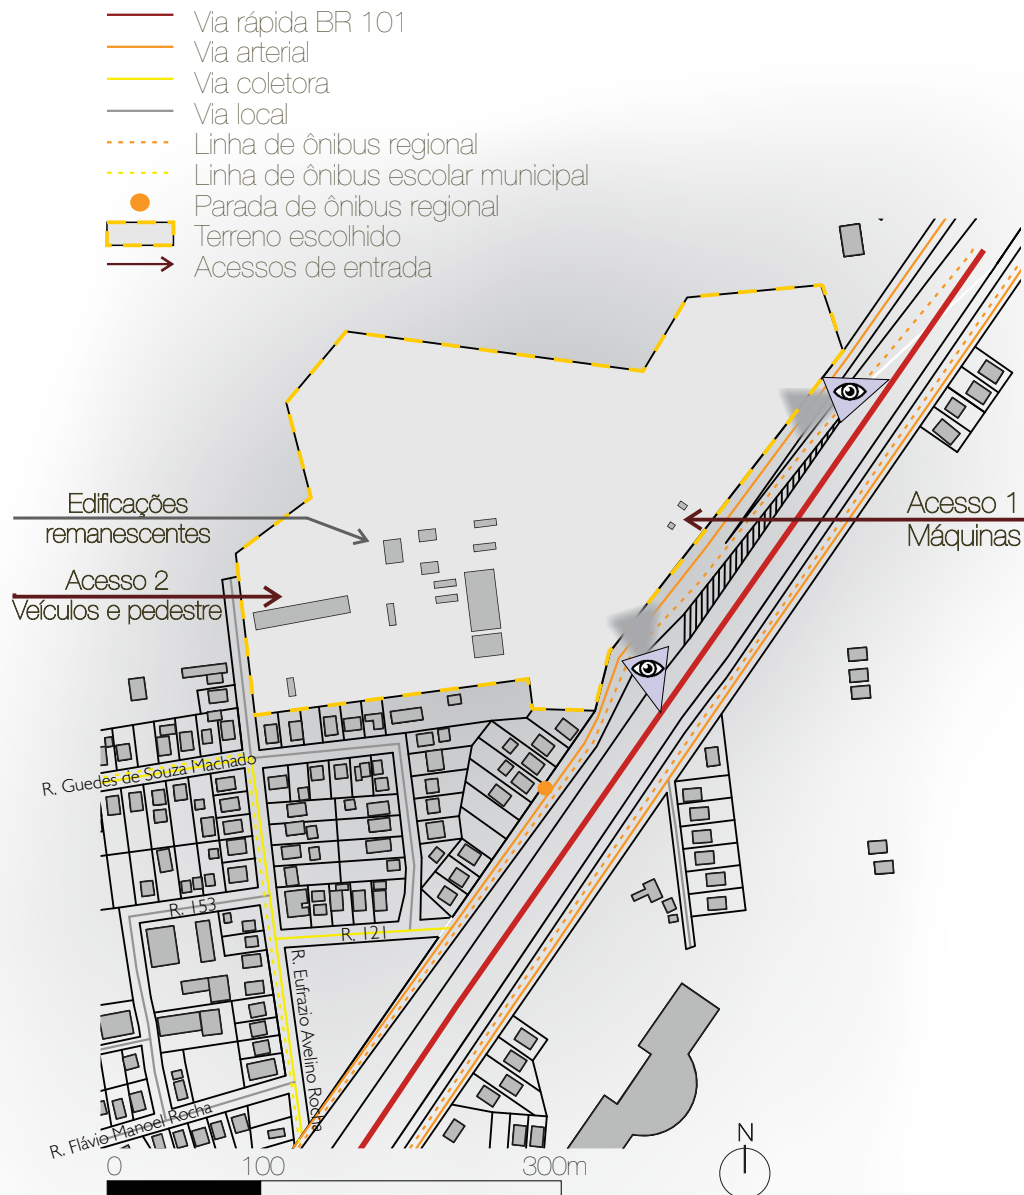 Via rápida BR 101
Via arterial
Via coletora
Via local
Linha de ônibus regional
Linha de ônibus escolar municipal
Parada de ônibus regional
Terreno escolhido
Acessos de entrada
Edificações
remanescentes
Acesso 1
Máquinas
Acesso 2
Veículos e pedestre
R. Guedes de Souza Machado
R. 153
R. 121
R. Eufrazio Avelino Rocha
R. Flávio Manoel Rocha
N
0 100 300m